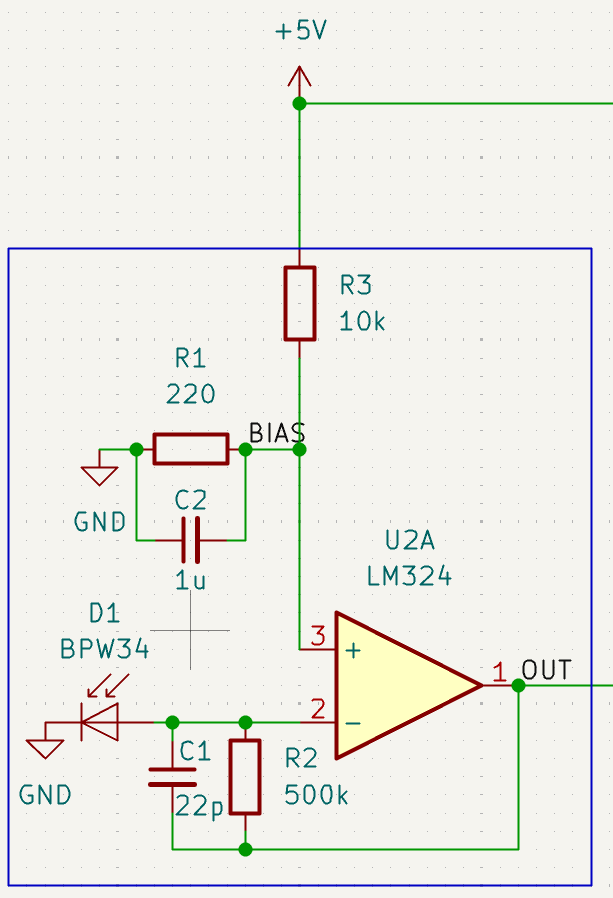 +5V
R3
10k
R1
220
BIAS
GND
C2
1u
U2A
LM324
D1
BPW34
3
+
1
OUT
2
−
GND
C1
22p
R2
500k